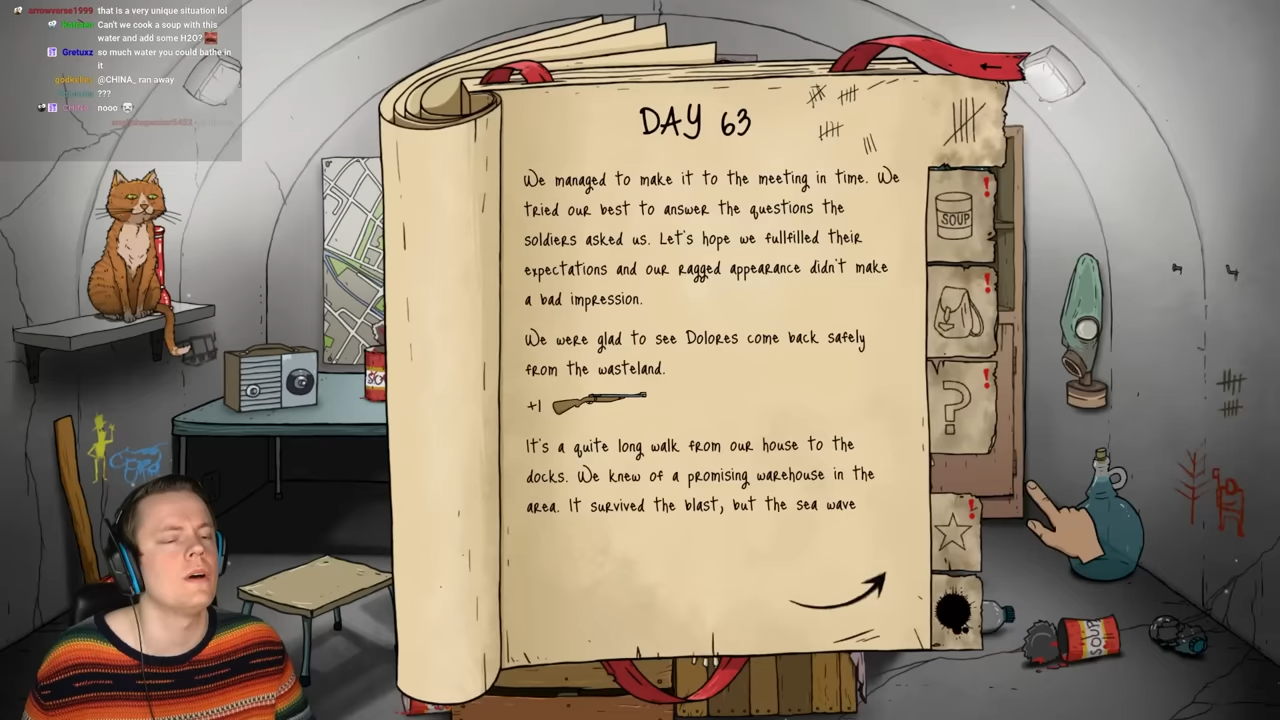 arrowverse1999 that is a very unique situation lol
Can't we cook a soup with this
water and add some H2O?
Gretuxz so much water you could bathe in
it
@CHINA_ ran away
???
nooo
DAY 63
We managed to make it to the meeting in time. We
tried our best to answer the questions the
soldiers asked us. Let's hope we fullfilled their
expectations and our ragged appearance didn't make
a bad impression.
We were glad to see Dolores come back safely
from the wasteland.
+1
It's a quite long walk from our house to the
docks. We knew of a promising warehouse in the
area. It survived the blast, but the sea wave
SOUP
!
!
?
!
!
SOUP